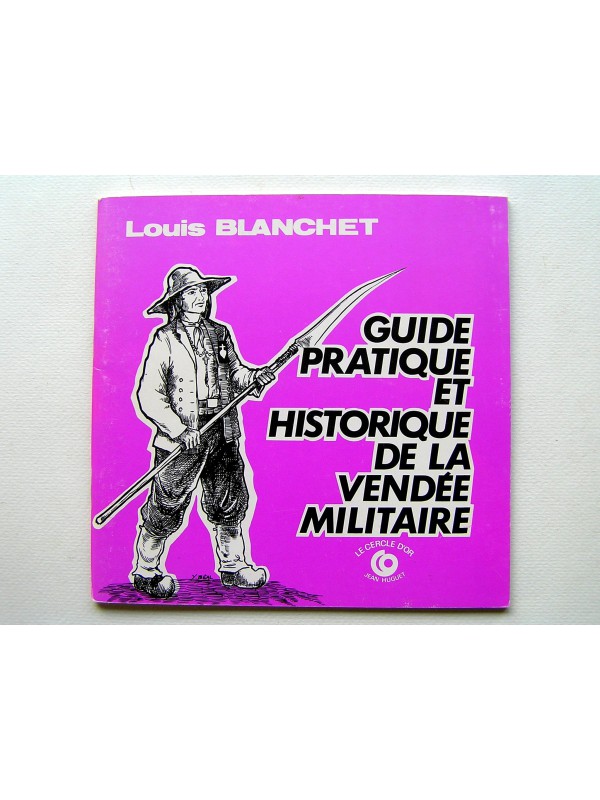 Louis BLANCHET
GUIDE
PRATIQUE
ET
HISTORIQUE
DE LA
VENDÉE
MILITAIRE
LE CERCLE D'OR
JEAN HUGUET